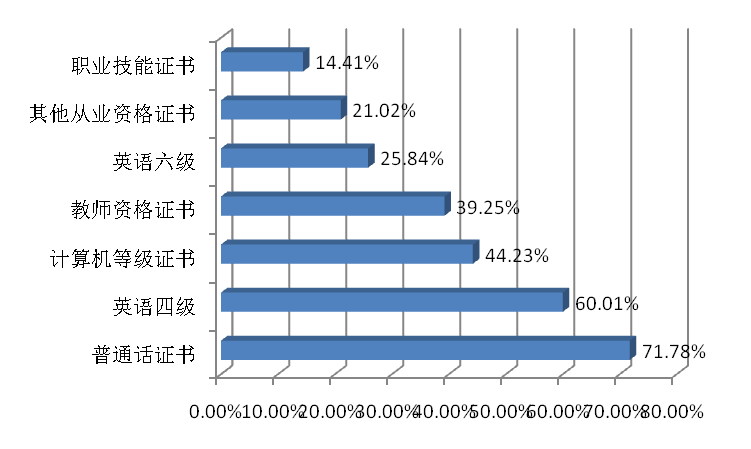 职业技能证书 14.41%
其他从业资格证书 21.02%
英语六级 25.84%
教师资格证书 39.25%
计算机等级证书 44.23%
英语四级 60.01%
普通话证书 71.78%
0.00% 10.00% 20.00% 30.00% 40.00% 50.00% 60.00% 70.00% 80.00%